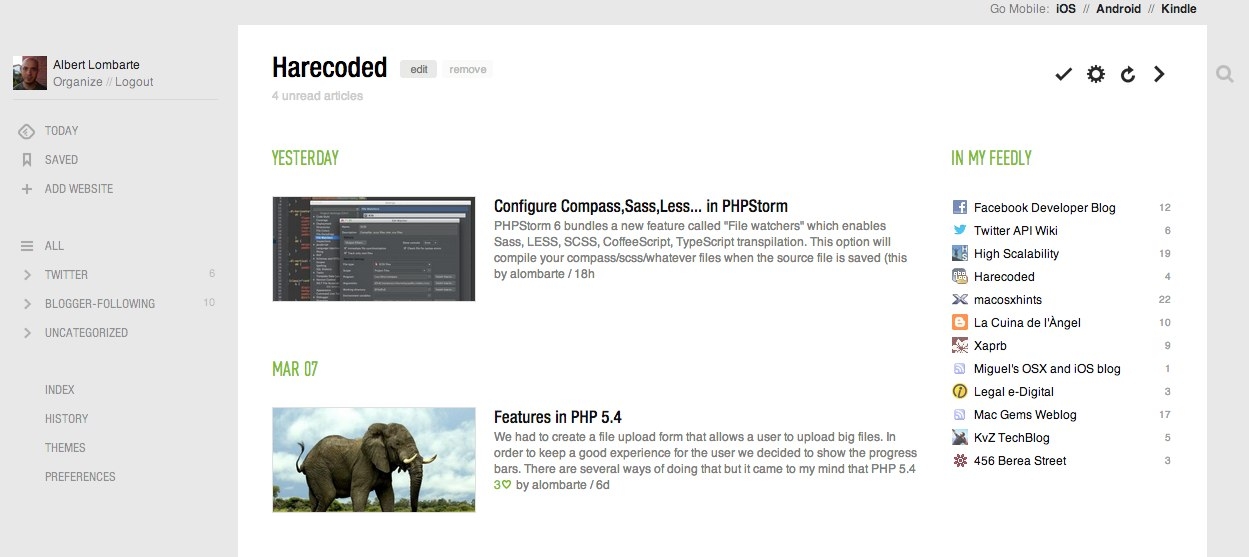 Go Mobile: iOS // Android // Kindle
Albert Lombarte
Organize // Logout
TODAY
SAVED
+ ADD WEBSITE
ALL
TWITTER 6
BLOGGER-FOLLOWING 10
UNCATEGORIZED
INDEX
HISTORY
THEMES
PREFERENCES
Harecoded edit remove
4 unread articles
YESTERDAY
Configure Compass,Sass,Less... in PHPStorm
PHPStorm 6 bundles a new feature called "File watchers" which enables
Sass, LESS, SCSS, CoffeeScript, TypeScript transpilation. This option will
compile your compass/scss/whatever files when the source file is saved (this
by alombarte / 18h
MAR 07
Features in PHP 5.4
We had to create a file upload form that allows a user to upload big files. In
order to keep a good experience for the user we decided to show the progress
bars. There are several ways of doing that but it came to my mind that PHP 5.4
3♡ by alombarte / 6d
IN MY FEEDLY
Facebook Developer Blog 12
Twitter API Wiki 6
High Scalability 19
Harecoded 4
macosxhints 22
La Cuina de l'Àngel 10
Xaprb 9
Miguel's OSX and iOS blog 1
Legal e-Digital 3
Mac Gems Weblog 17
KvZ TechBlog 5
456 Berea Street 3